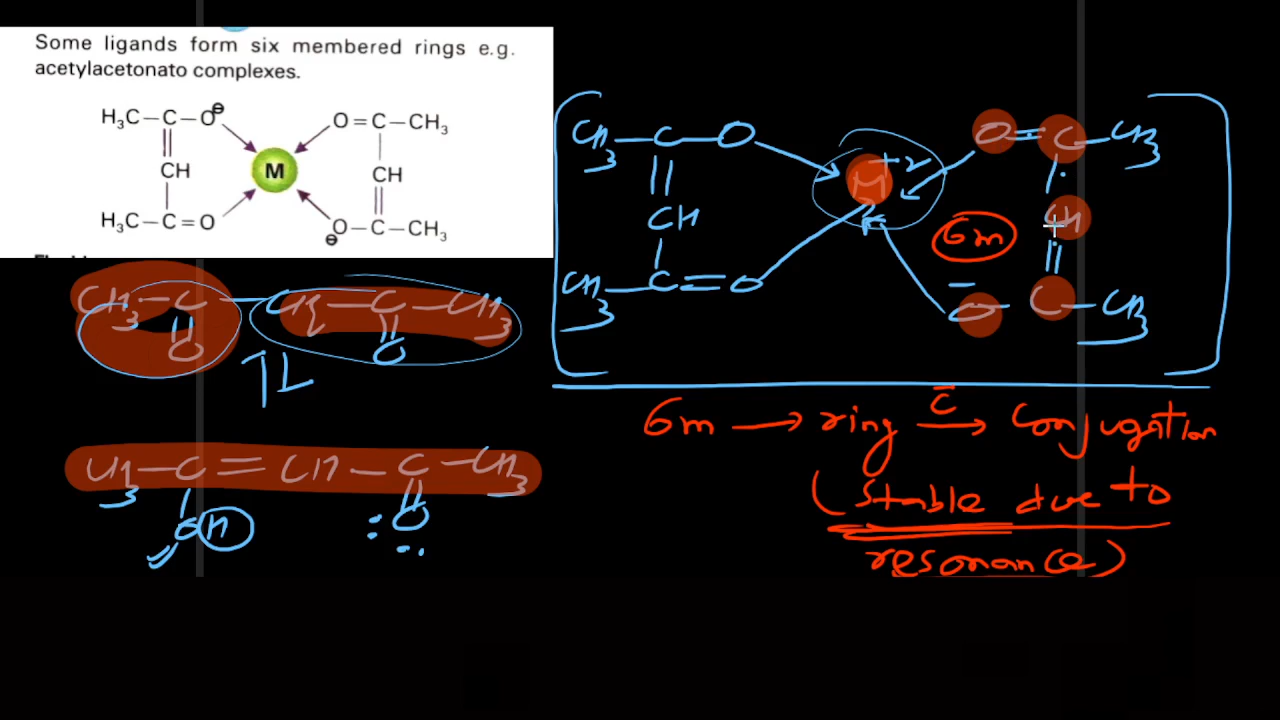 Some ligands form six membered rings e.g.
acetylacetonato complexes.
H₃C–C–O⊖
O=C–CH₃
CH
M
CH
H₃C–C=O
⊖O–C–CH₃
CH₃–C–O
M+2
O=C–CH₃
CH
6m
CH
CH₃–C=O
O⁻
C–CH₃
CH₃–C–CH₂–C–CH₃
O
O
6m → ring c̄ → Conjugation
CH₃–C=CH–C–CH₃
OH
O
(Stable due to
resonance)